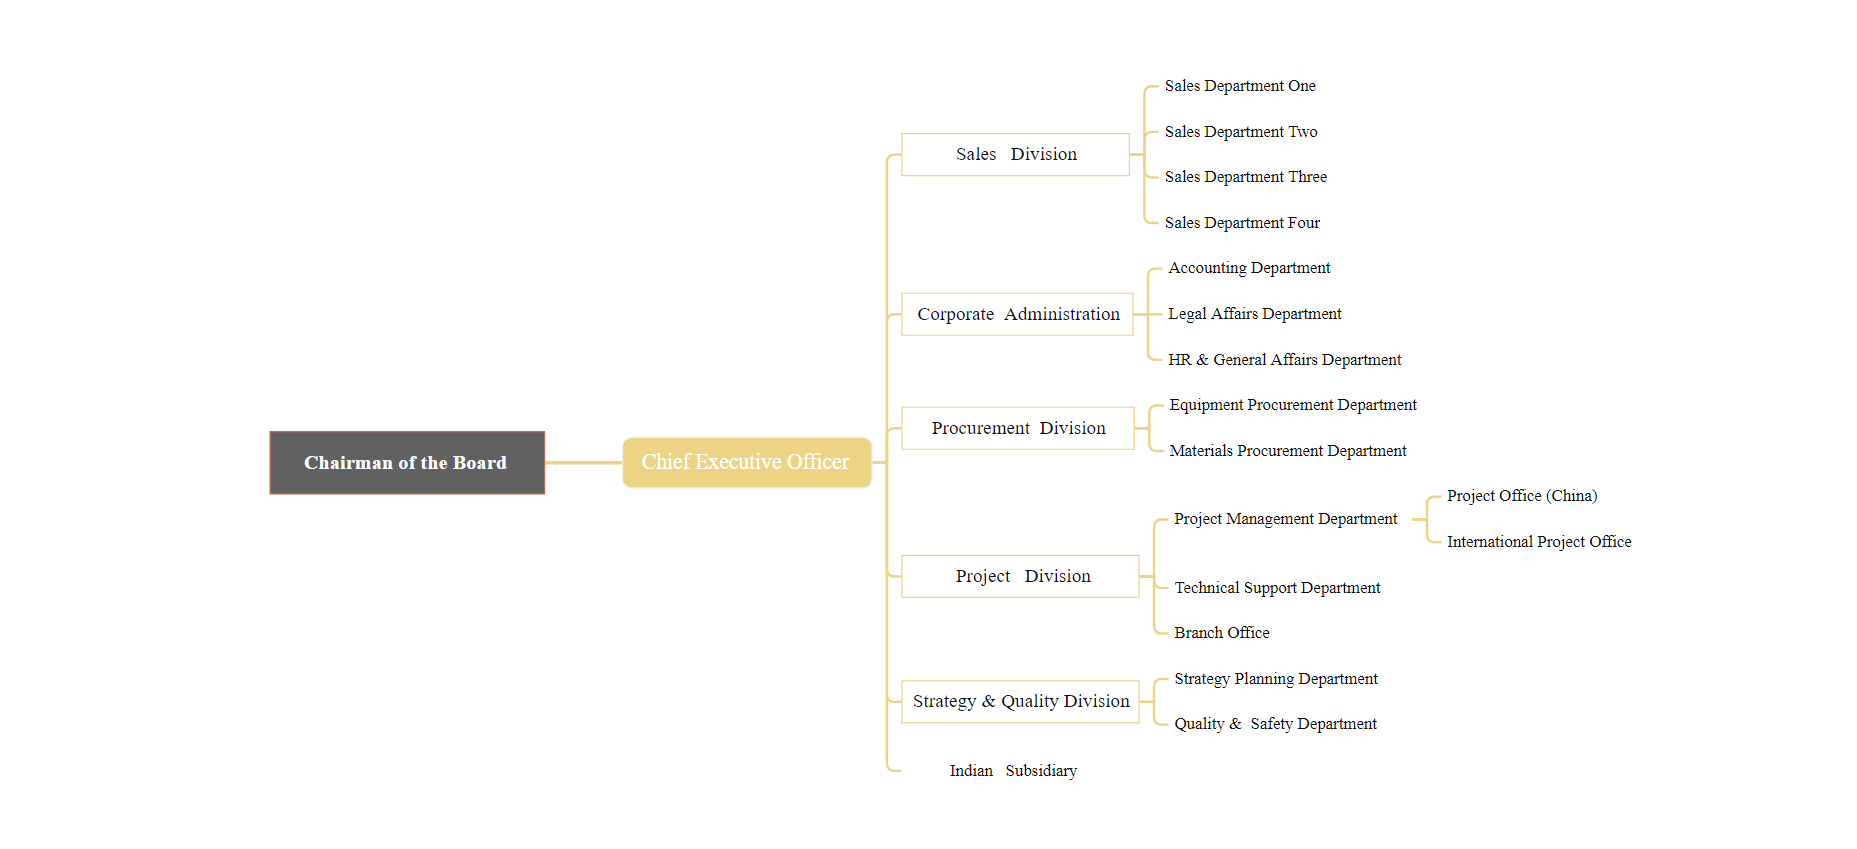 Chairman of the Board
Chief Executive Officer
Sales Division
Sales Department One
Sales Department Two
Sales Department Three
Sales Department Four
Corporate Administration
Accounting Department
Legal Affairs Department
HR & General Affairs Department
Procurement Division
Equipment Procurement Department
Materials Procurement Department
Project Division
Project Management Department
Project Office (China)
International Project Office
Technical Support Department
Branch Office
Strategy & Quality Division
Strategy Planning Department
Quality & Safety Department
Indian Subsidiary